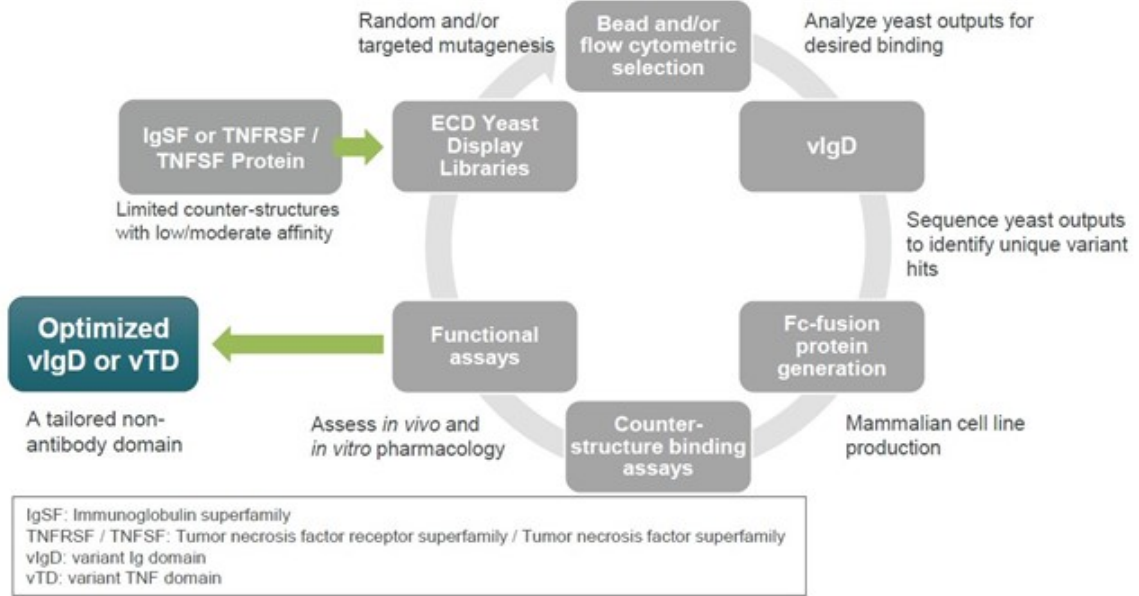 Random and/or
targeted mutagenesis
Bead and/or
flow cytometric
selection
Analyze yeast outputs for
desired binding
IgSF or TNFRSF /
TNFSF Protein
Limited counter-structures
with low/moderate affinity
ECD Yeast
Display
Libraries
vIgD
Sequence yeast outputs
to identify unique variant
hits
Optimized
vIgD or vTD
A tailored non-
antibody domain
Functional
assays
Assess in vivo and
in vitro pharmacology
Fc-fusion
protein
generation
Counter-
structure binding
assays
Mammalian cell line
production
IgSF: Immunoglobulin superfamily
TNFRSF / TNFSF: Tumor necrosis factor receptor superfamily / Tumor necrosis factor superfamily
vIgD: variant Ig domain
vTD: variant TNF domain